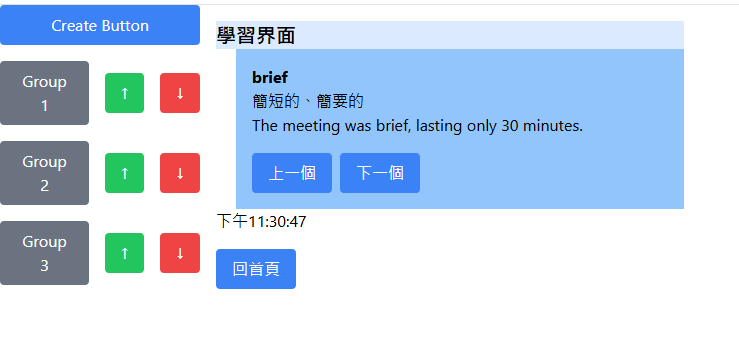 Create Button
Group
1
↑
↓
Group
2
↑
↓
Group
3
↑
↓
學習界面
brief
簡短的、簡要的
The meeting was brief, lasting only 30 minutes.
上一個
下一個
下午11:30:47
回首頁